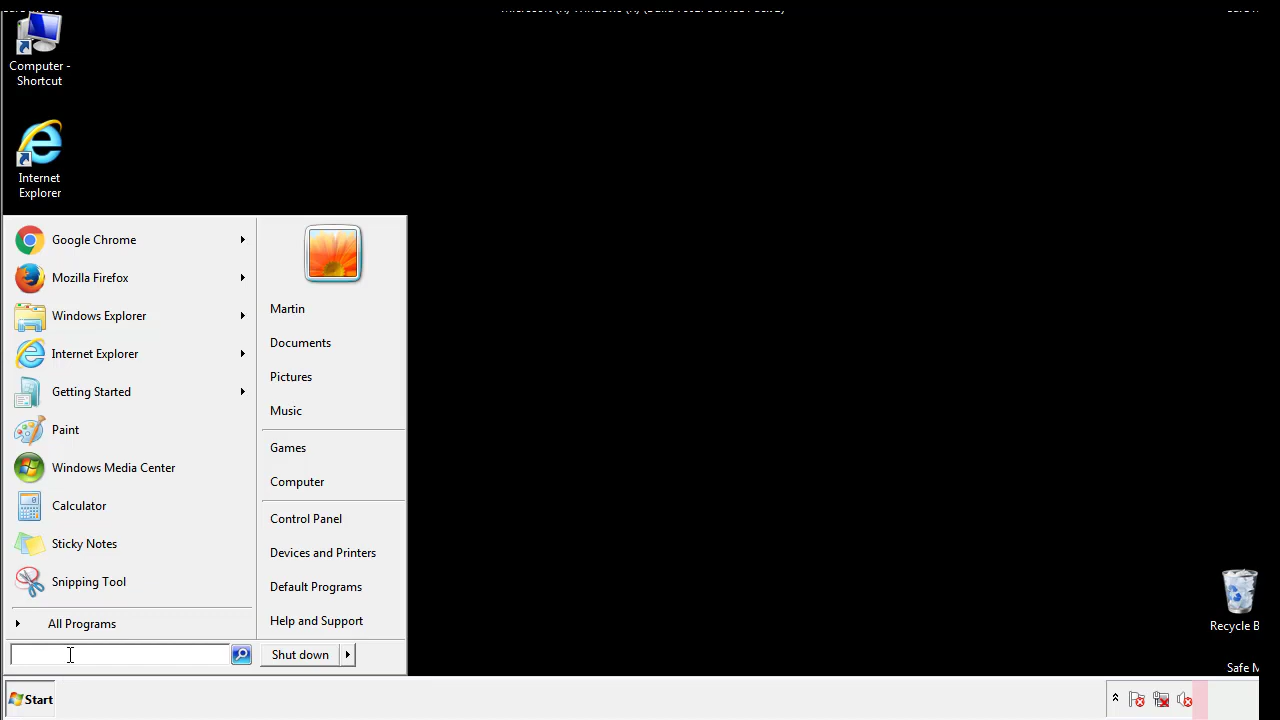 Computer -
Shortcut
Internet
Explorer
Google Chrome
Mozilla Firefox
Windows Explorer
Internet Explorer
Getting Started
Paint
Windows Media Center
Calculator
Sticky Notes
Snipping Tool
All Programs
Martin
Documents
Pictures
Music
Games
Computer
Control Panel
Devices and Printers
Default Programs
Help and Support
Shut down
Recycle B
Safe M
Start